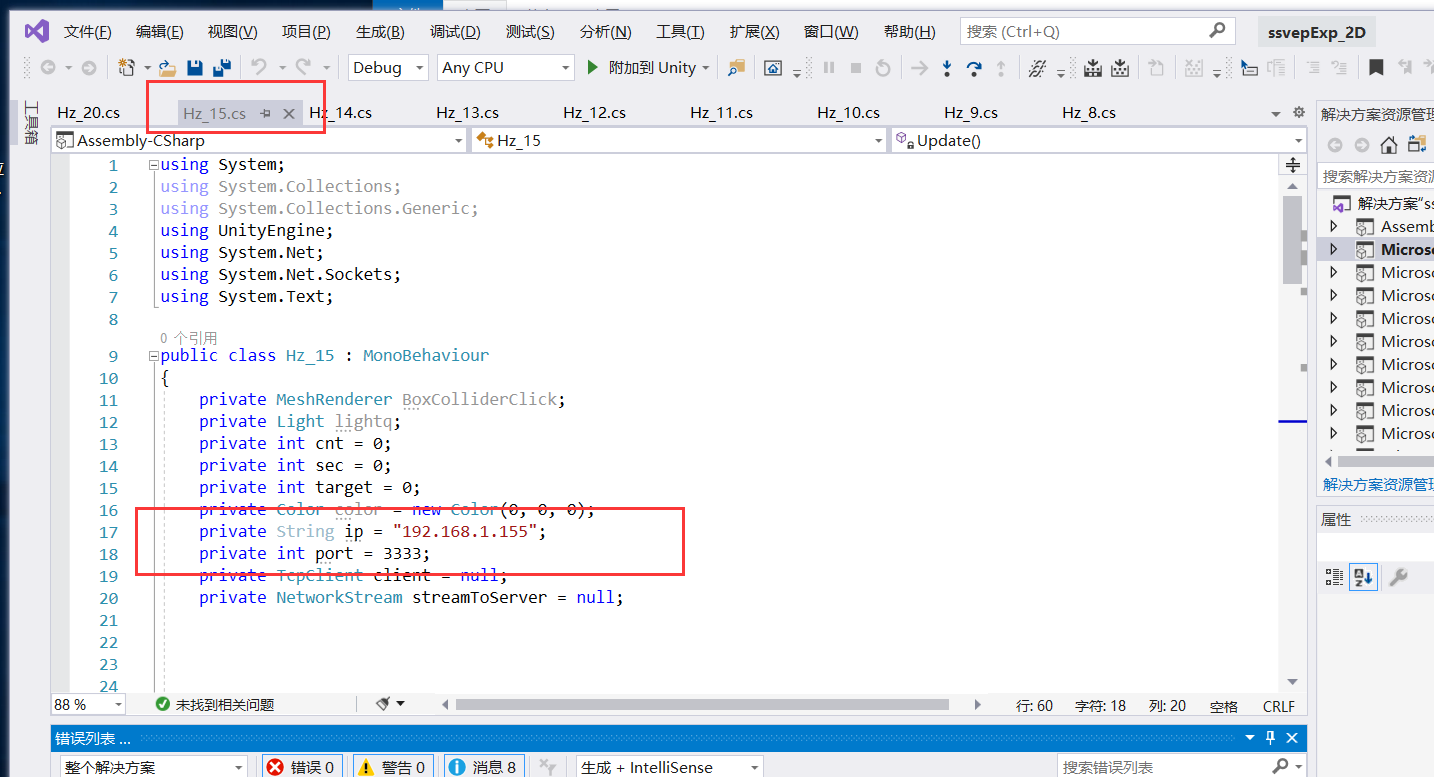 文件(F) 编辑(E) 视图(V) 项目(P) 生成(B) 调试(D) 测试(S) 分析(N) 工具(T) 扩展(X) 窗口(W) 帮助(H) 搜索 (Ctrl+Q) ssvepExp_2D
Debug Any CPU 附加到 Unity
工具箱
Hz_20.cs Hz_15.cs Hz_14.cs Hz_13.cs Hz_12.cs Hz_11.cs Hz_10.cs Hz_9.cs Hz_8.cs
Assembly-CSharp Hz_15 Update()
1 using System;
2 using System.Collections;
3 using System.Collections.Generic;
4 using UnityEngine;
5 using System.Net;
6 using System.Net.Sockets;
7 using System.Text;
8
0 个引用
9 public class Hz_15 : MonoBehaviour
10 {
11 private MeshRenderer BoxColliderClick;
12 private Light lightq;
13 private int cnt = 0;
14 private int sec = 0;
15 private int target = 0;
16 private Color color = new Color(0, 0, 0);
17 private String ip = "192.168.1.155";
18 private int port = 3333;
19 private TcpClient client = null;
20 private NetworkStream streamToServer = null;
21
22
23
24
88 % 未找到相关问题 行: 60 字符: 18 列: 20 空格 CRLF
错误列表 ...
整个解决方案 错误 0 警告 0 消息 8 生成 + IntelliSense 搜索错误列表
解决方案资源管理
搜索解决方案资源
解决方案"ss
Assemb
Microso
Microso
Microso
Microso
Microso
Microso
Microso
Microso
Microso
解决方案资源管理
属性